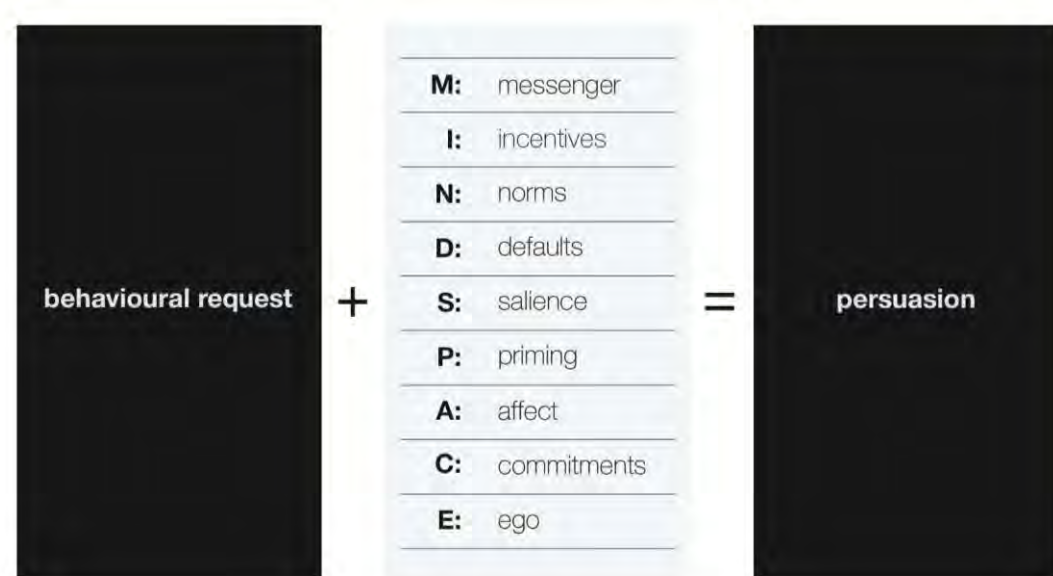 behavioural request
+
M: messenger
I: incentives
N: norms
D: defaults
S: salience
P: priming
A: affect
C: commitments
E: ego
=
persuasion